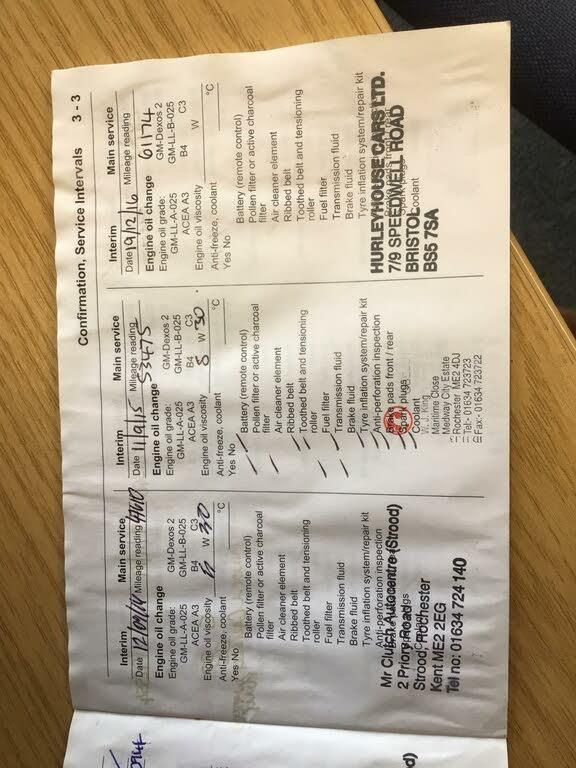 Confirmation, Service Intervals 3 - 3
Interim Main service
Engine oil change
Engine oil grade: GM-Dexos 2
GM-LL-A-025 GM-LL-B-025
ACEA A3 B4 C3
Engine oil viscosity W 30
Anti-freeze, coolant °C
Yes No
Battery (remote control)
Pollen filter or active charcoal
filter
Air cleaner element
Ribbed belt
Toothed belt and tensioning
roller
Fuel filter
Transmission fluid
Brake fluid
Tyre inflation system/repair kit
Anti-perforation inspection
Mr Clutch Autocentre (Strood)
2 Priory Road
Strood, Rochester
Kent ME2 2EG
Tel no: 01634 724 140
Interim Main service
Date 11/9/15 Mileage reading 53475
Engine oil change
Engine oil grade: GM-Dexos 2
GM-LL-A-025 GM-LL-B-025
ACEA A3 B4 C3
Engine oil viscosity 5 W 30
Anti-freeze, coolant °C
Yes No
Battery (remote control)
Pollen filter or active charcoal
filter
Air cleaner element
Ribbed belt
Toothed belt and tensioning
roller
Fuel filter
Transmission fluid
Brake fluid
Tyre inflation system/repair kit
Anti-perforation inspection
Brake pads front / rear
Spark plugs
Coolant
W. J. King
Maritime Close
Medway City Estate
Rochester ME2 4DJ
Tel:- 01634 723723
Fax:- 01634 723722
Interim Main service
Date 19/12/16 Mileage reading 61174
Engine oil change
Engine oil grade: GM-Dexos 2
GM-LL-A-025 GM-LL-B-025
ACEA A3 B4 C3
Engine oil viscosity W
Anti-freeze, coolant °C
Yes No
Battery (remote control)
Pollen filter or active charcoal
filter
Air cleaner element
Ribbed belt
Toothed belt and tensioning
roller
Fuel filter
Transmission fluid
Brake fluid
Tyre inflation system/repair kit
HURLEYHOUSE CARS LTD.
7/9 SPEEDWELL ROAD
BRISTOL
Coolant
BS5 7SA